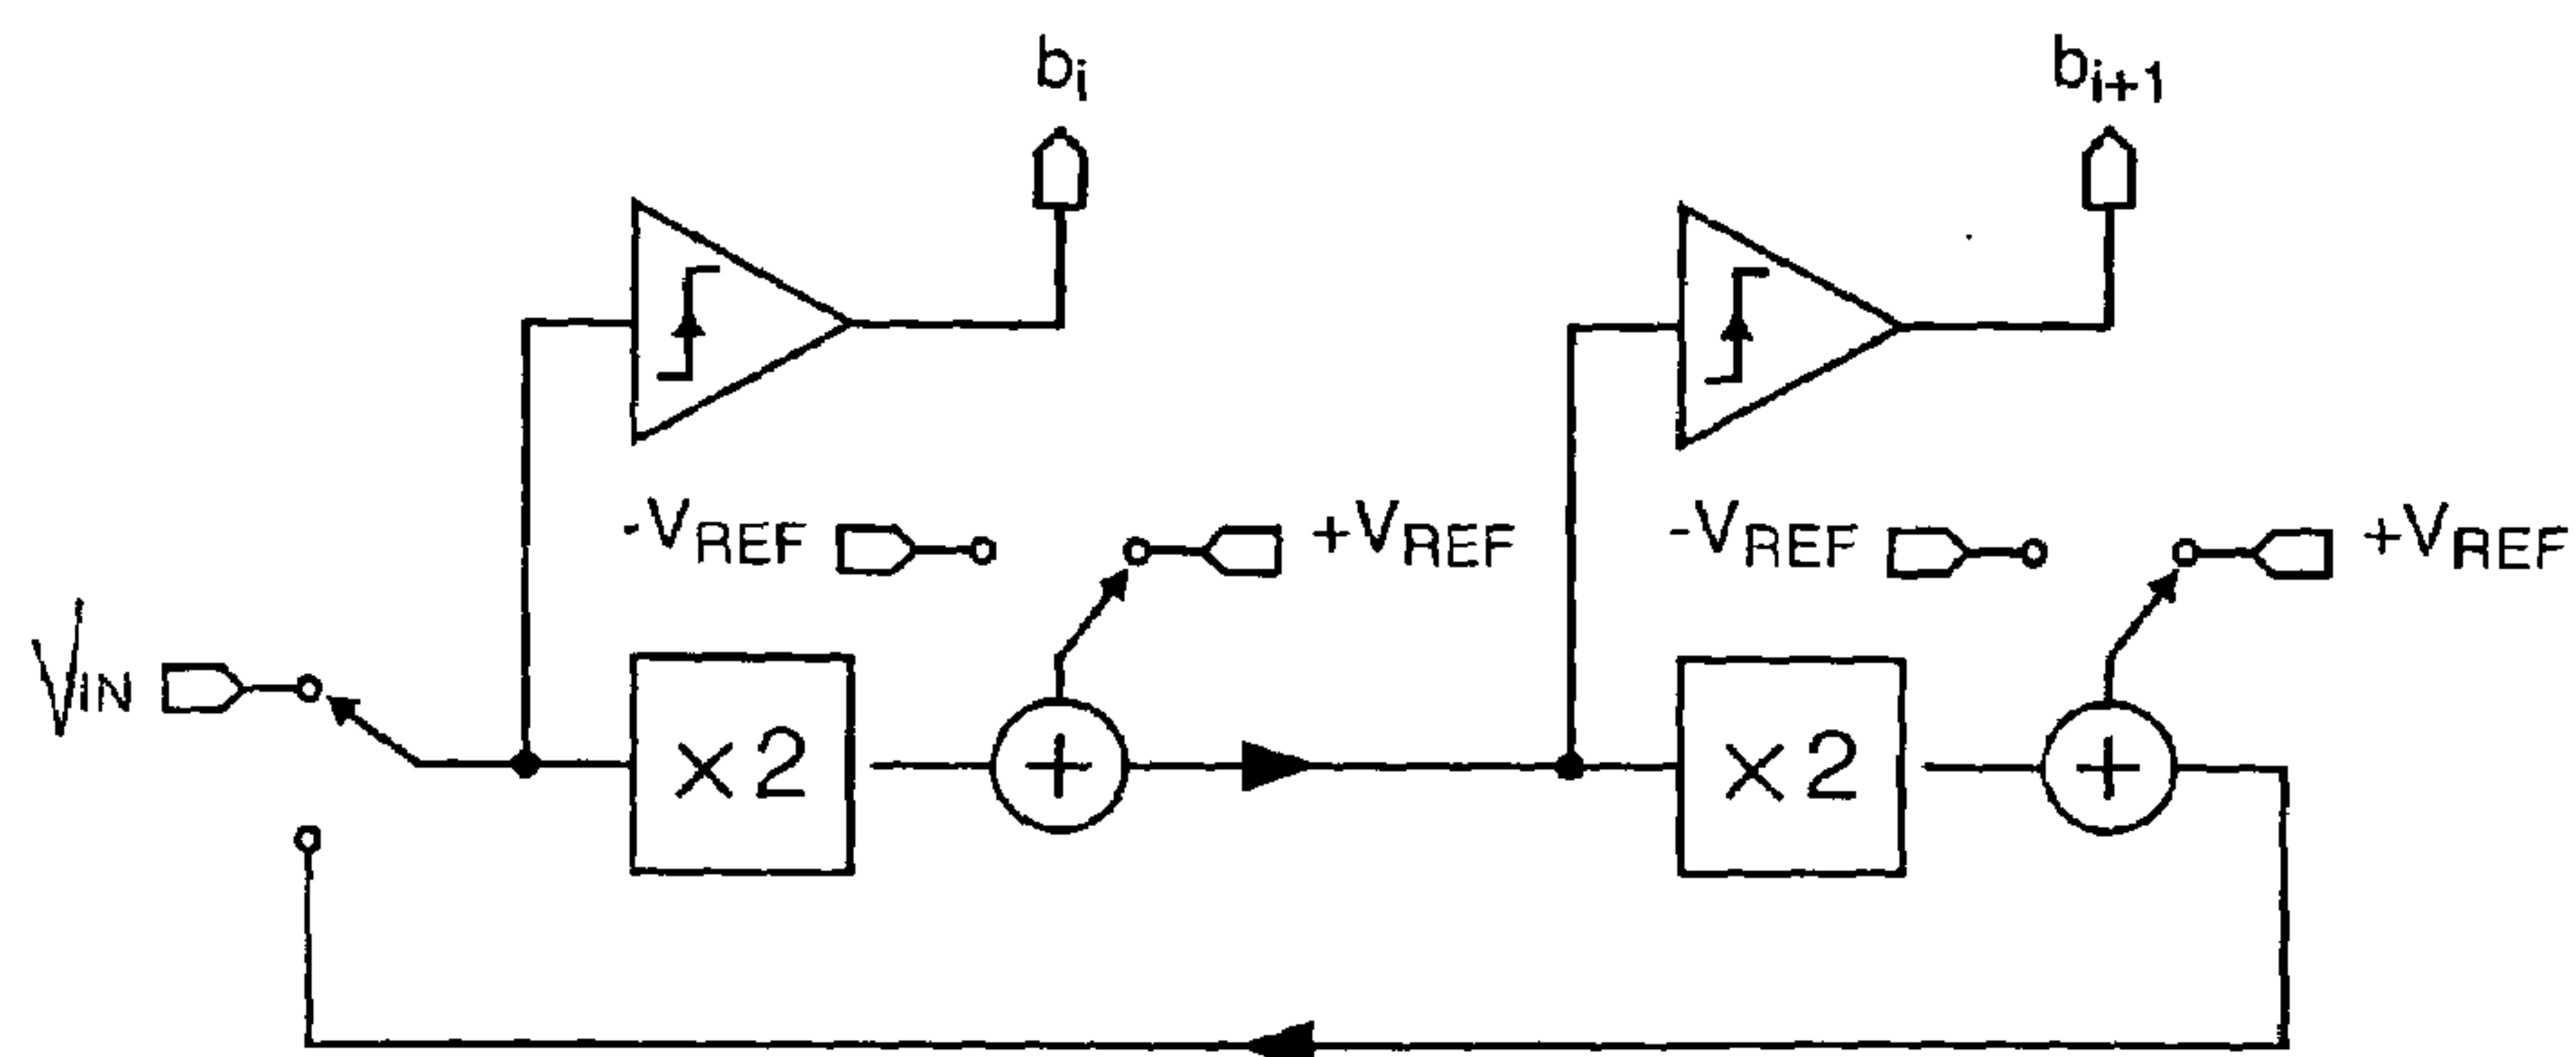 bi
bi+1
-VREF
+VREF
-VREF
+VREF
VIN
×2
+
×2
+